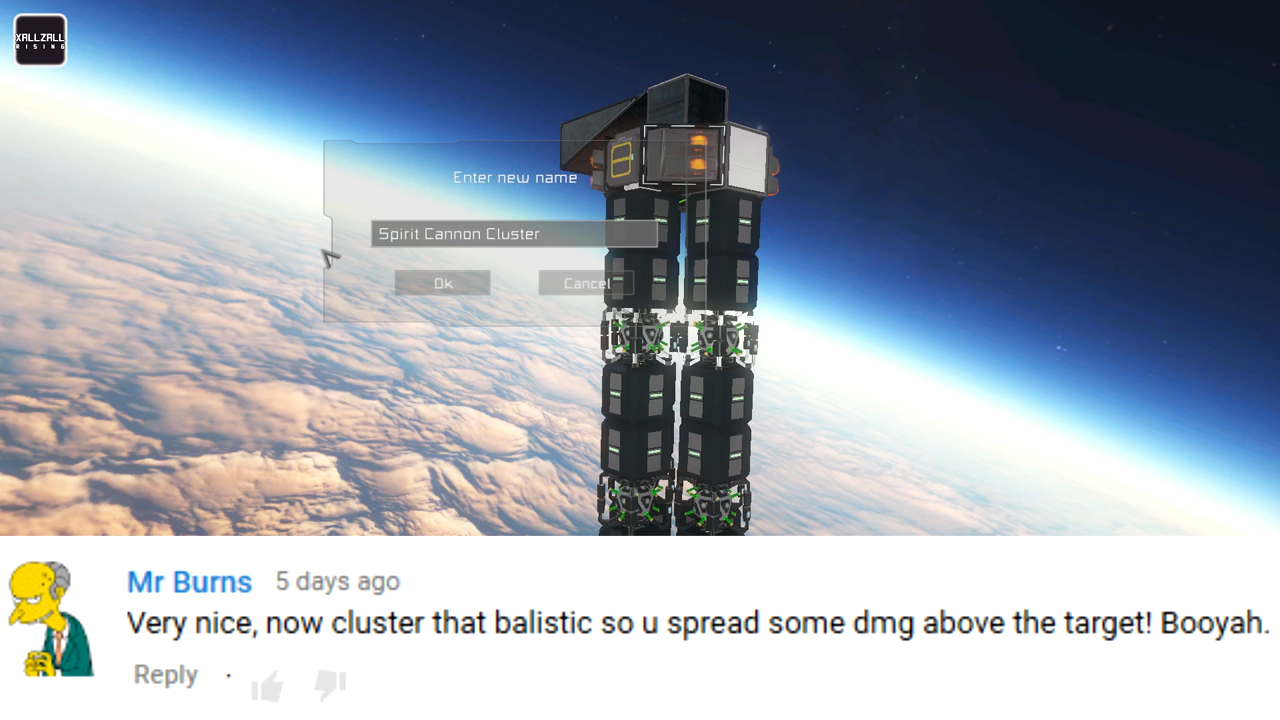 XALLZALL
RISING
Enter new name
Spirit Cannon Cluster
Ok
Cancel
Mr Burns 5 days ago
Very nice, now cluster that balistic so u spread some dmg above the target! Booyah.
Reply ·